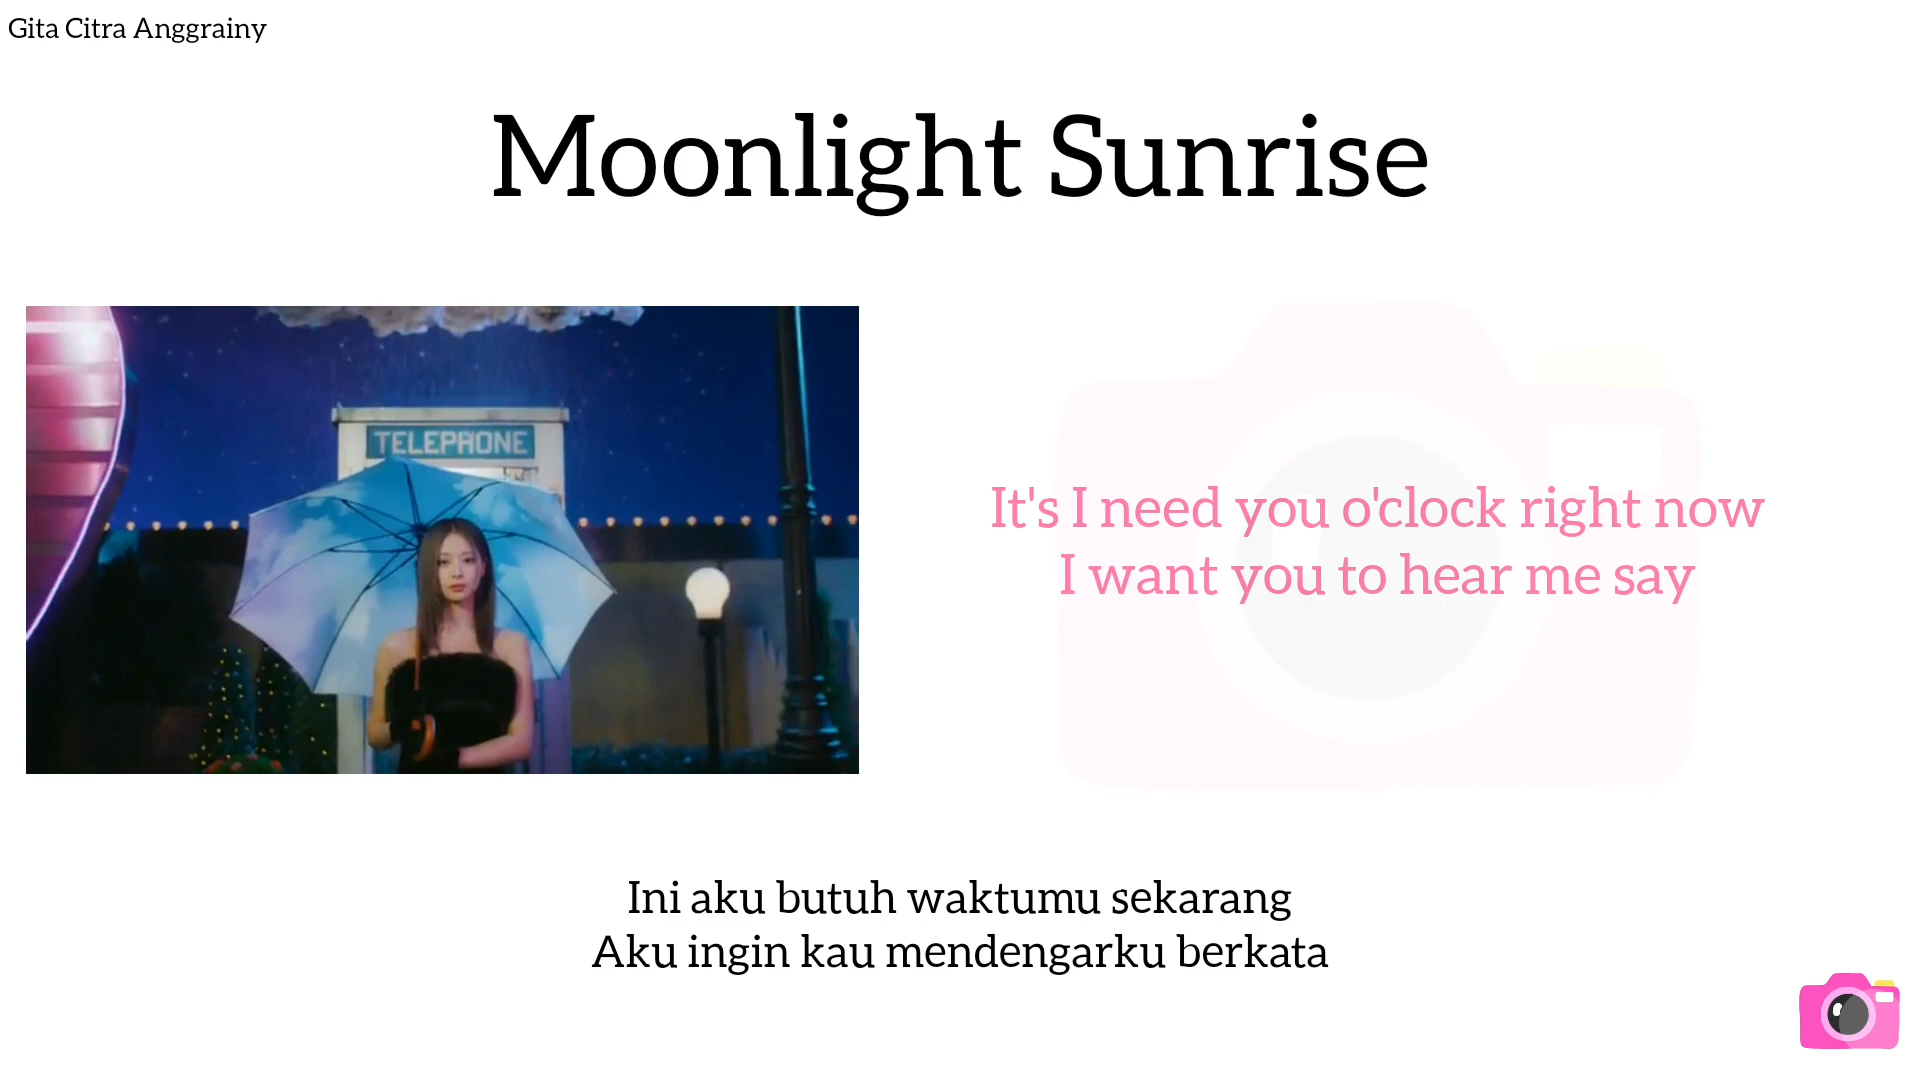 Gita Citra Anggrainy
Moonlight Sunrise
TELEPHONE
It's I need you o'clock right now
I want you to hear me say
Ini aku butuh waktumu sekarang
Aku ingin kau mendengarku berkata